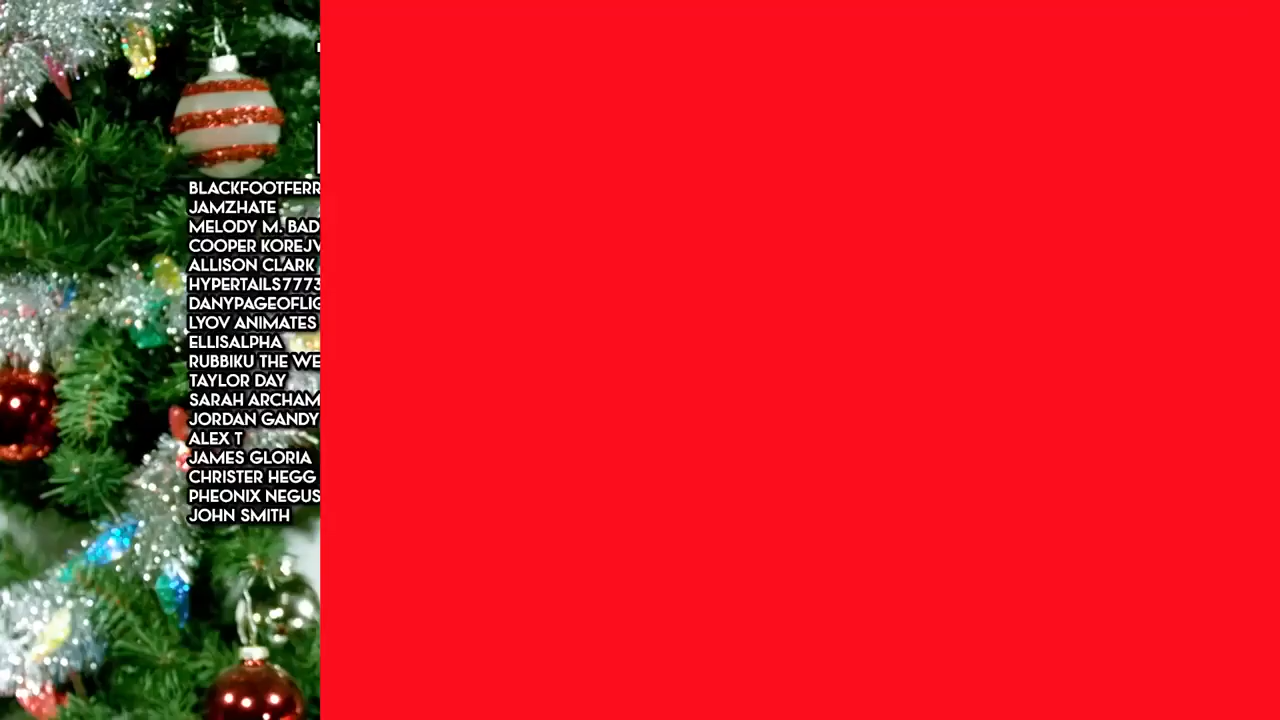 BLACKFOOTFERR
JAMZHATE
MELODY M. BAD
COOPER KOREJV
ALLISON CLARK
HYPERTAILS7773
DANYPAGEOFLIG
LYOV ANIMATES
ELLISALPHA
RUBBIKU THE WE
TAYLOR DAY
SARAH ARCHAM
JORDAN GANDY
ALEX T
JAMES GLORIA
CHRISTER HEGG
PHEONIX NEGUS
JOHN SMITH